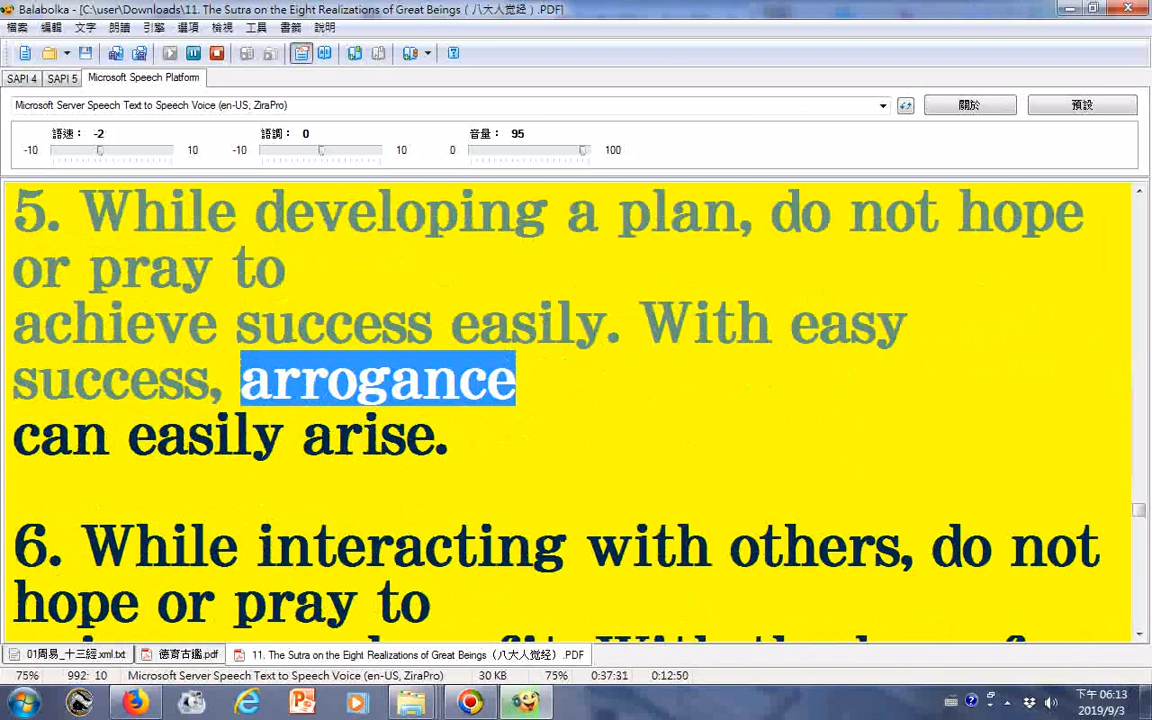 Balabolka - [C:\user\Downloads\11. The Sutra on the Eight Realizations of Great Beings（八大人觉经）.PDF]
檔案 編輯 文字 朗讀 引擎 選項 檢視 工具 書籤 說明
SAPI 4 SAPI 5 Microsoft Speech Platform
Microsoft Server Speech Text to Speech Voice (en-US, ZiraPro) 關於 預設
語速： -2 語調： 0 音量： 95
-10 10 -10 10 0 100
5. While developing a plan, do not hope
or pray to
achieve success easily. With easy
success, arrogance
can easily arise.
6. While interacting with others, do not
hope or pray to
01周易_十三經.xml.txt 德育古鑑.pdf 11. The Sutra on the Eight Realizations of Great Beings（八大人觉经）.PDF
75% 992: 10 Microsoft Server Speech Text to Speech Voice (en-US, ZiraPro) 30 KB 75% 0:37:31 0:12:50
下午 06:13
2019/9/3